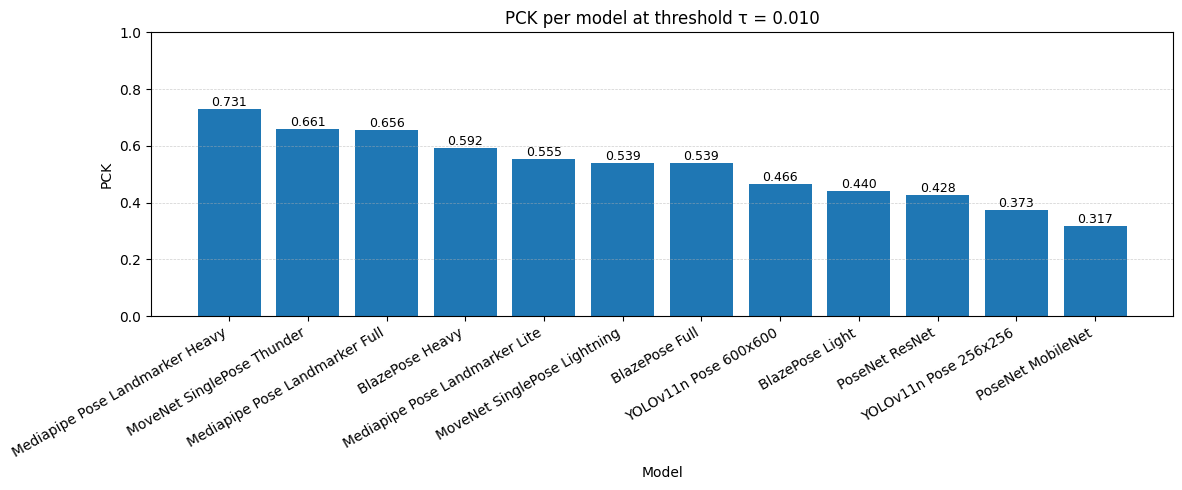 PCK per model at threshold τ = 0.010
PCK
1.0
0.8
0.6
0.4
0.2
0.0
0.731
0.661
0.656
0.592
0.555
0.539
0.539
0.466
0.440
0.428
0.373
0.317
Mediapipe Pose Landmarker Heavy
MoveNet SinglePose Thunder
Mediapipe Pose Landmarker Full
BlazePose Heavy
Mediapipe Pose Landmarker Lite
MoveNet SinglePose Lightning
BlazePose Full
YOLOv11n Pose 600x600
BlazePose Light
PoseNet ResNet
YOLOv11n Pose 256x256
PoseNet MobileNet
Model